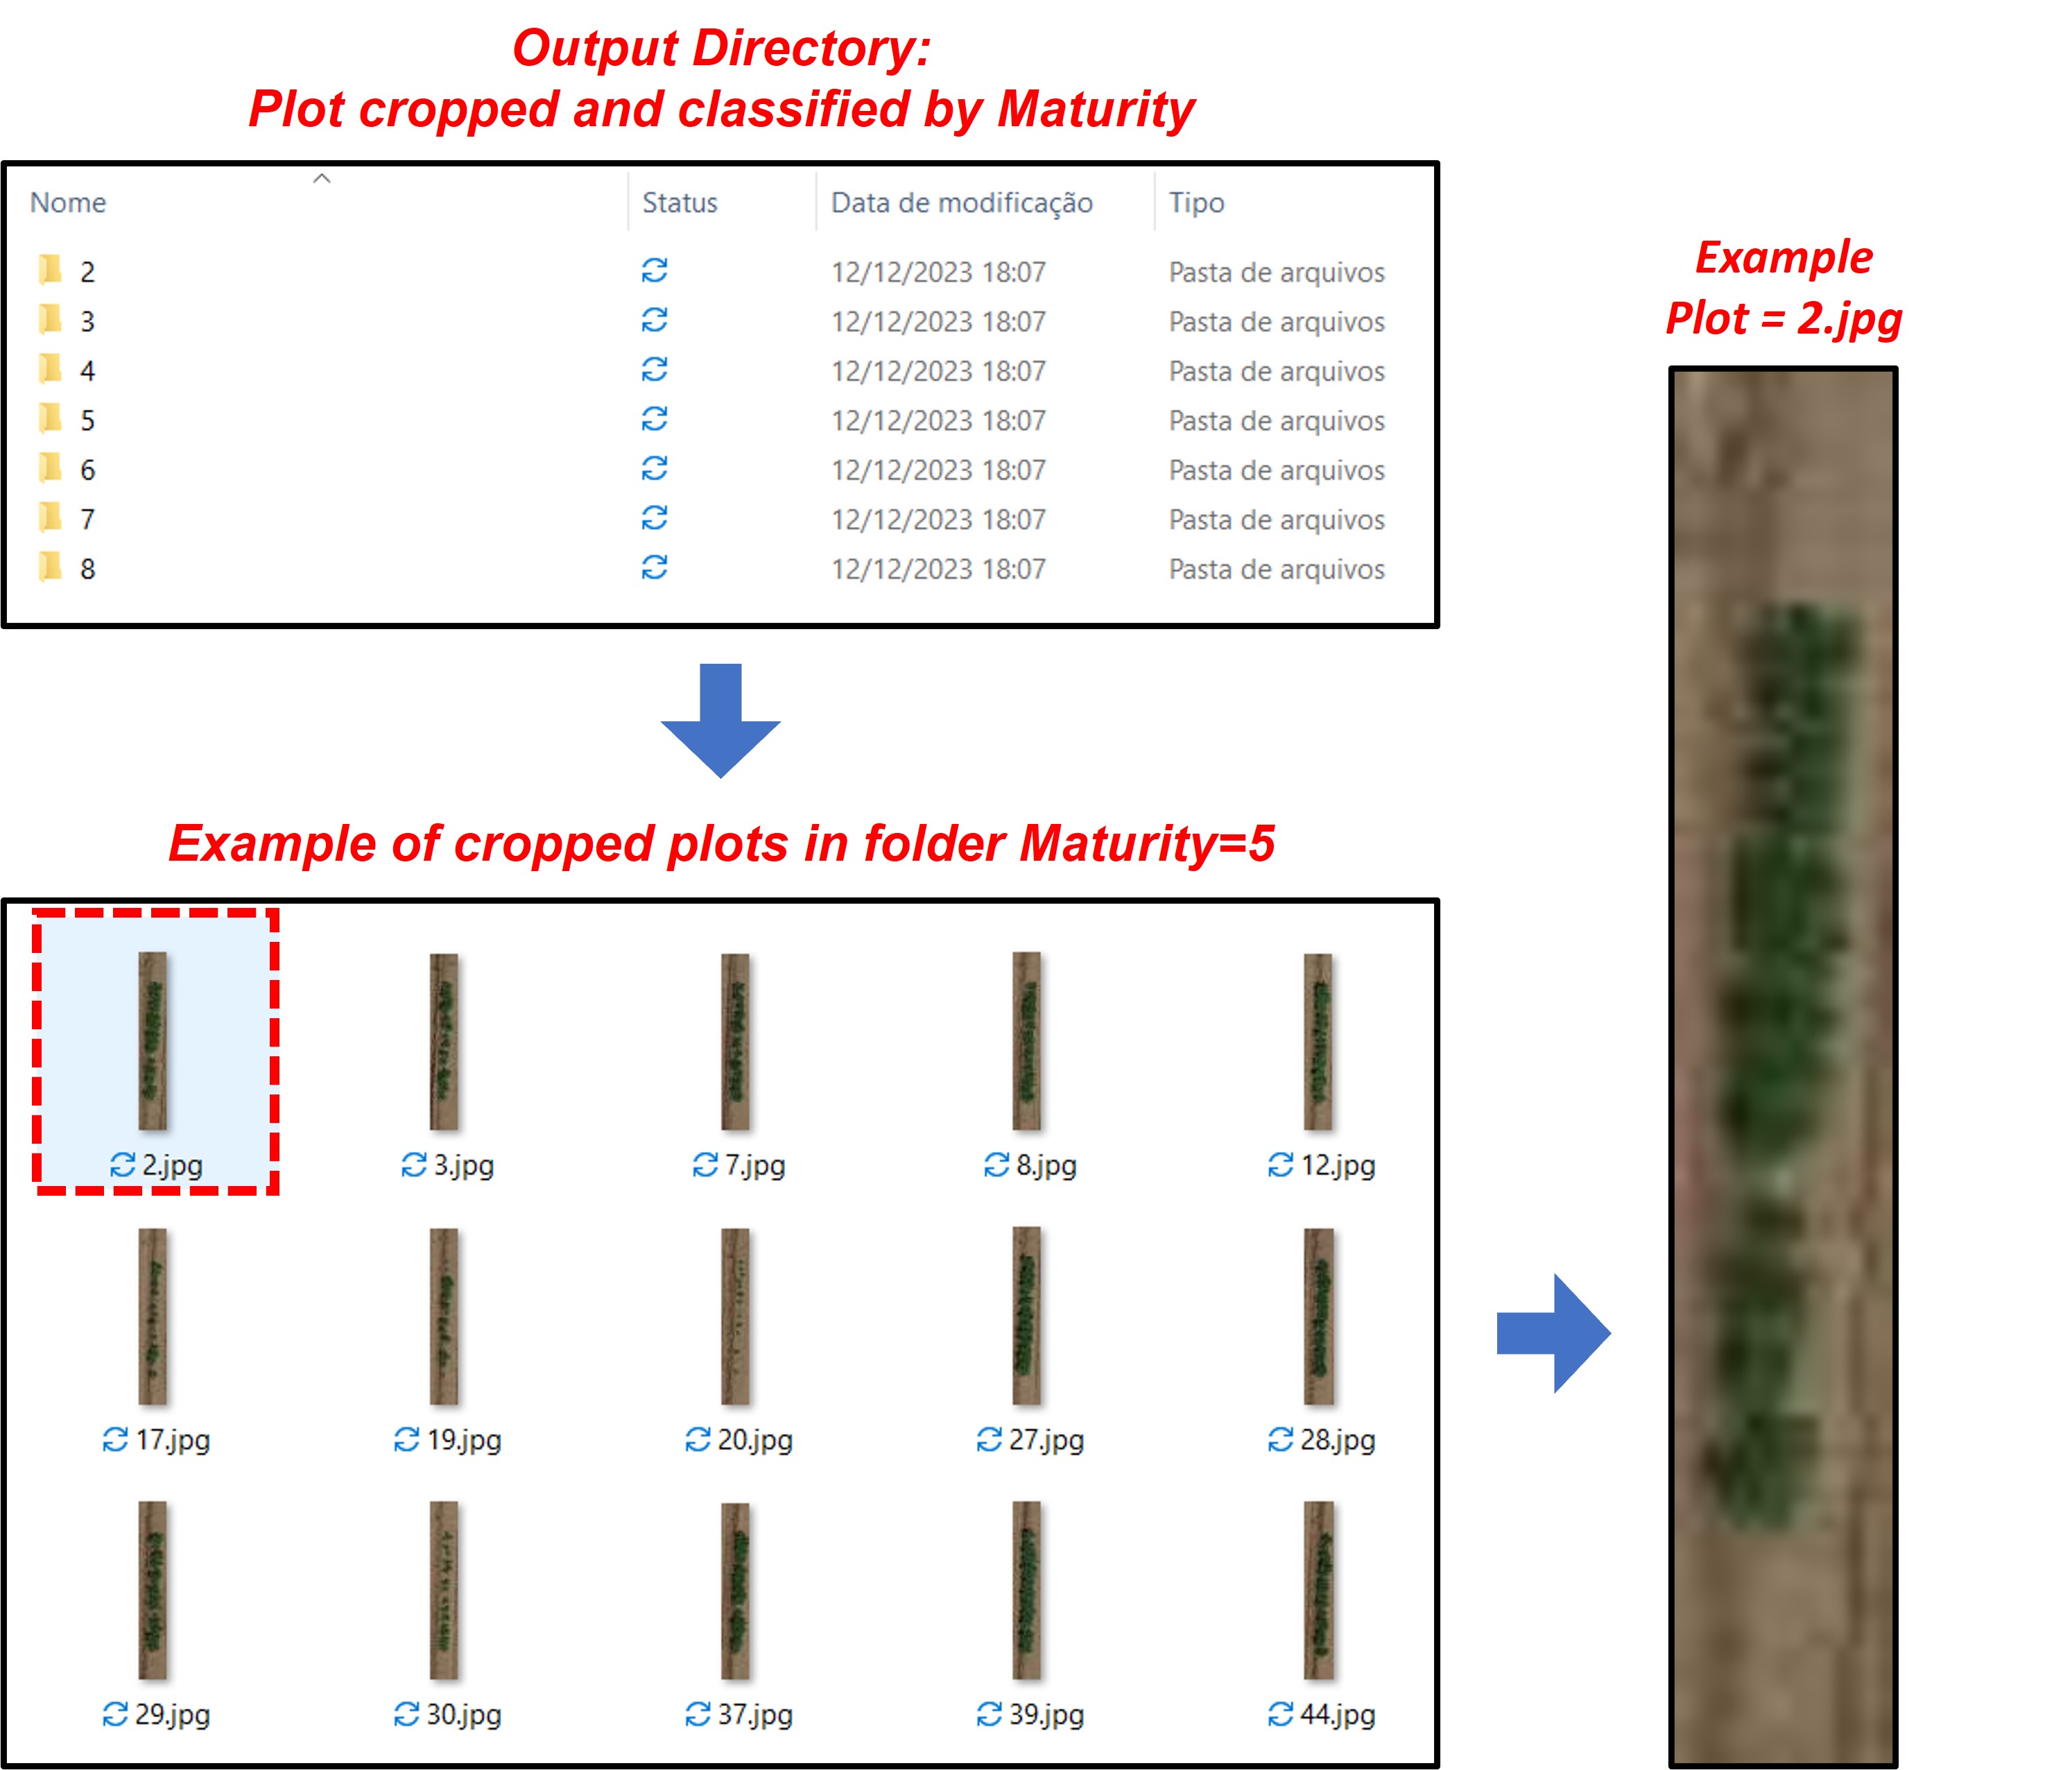 Output Directory:
Plot cropped and classified by Maturity
Nome Status Data de modificação Tipo
2 12/12/2023 18:07 Pasta de arquivos
3 12/12/2023 18:07 Pasta de arquivos
4 12/12/2023 18:07 Pasta de arquivos
5 12/12/2023 18:07 Pasta de arquivos
6 12/12/2023 18:07 Pasta de arquivos
7 12/12/2023 18:07 Pasta de arquivos
8 12/12/2023 18:07 Pasta de arquivos
Example of cropped plots in folder Maturity=5
2.jpg 3.jpg 7.jpg 8.jpg 12.jpg
17.jpg 19.jpg 20.jpg 27.jpg 28.jpg
29.jpg 30.jpg 37.jpg 39.jpg 44.jpg
Example
Plot = 2.jpg